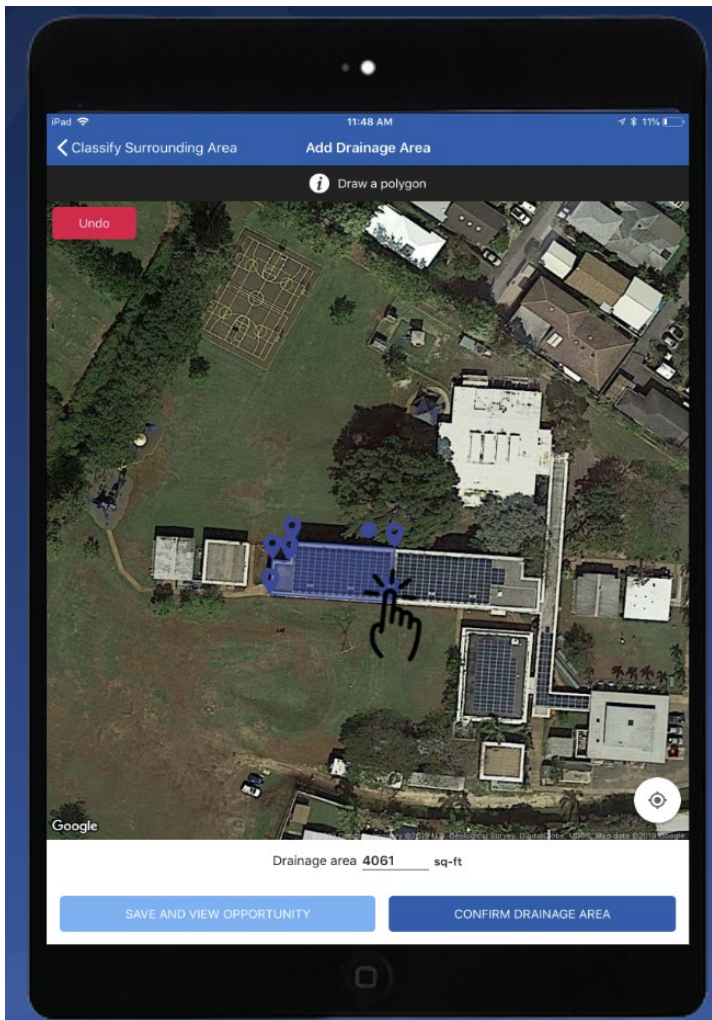 iPad
11:48 AM
11%
Classify Surrounding Area
Add Drainage Area
i Draw a polygon
Undo
Google
Drainage area 4061 sq-ft
SAVE AND VIEW OPPORTUNITY
CONFIRM DRAINAGE AREA